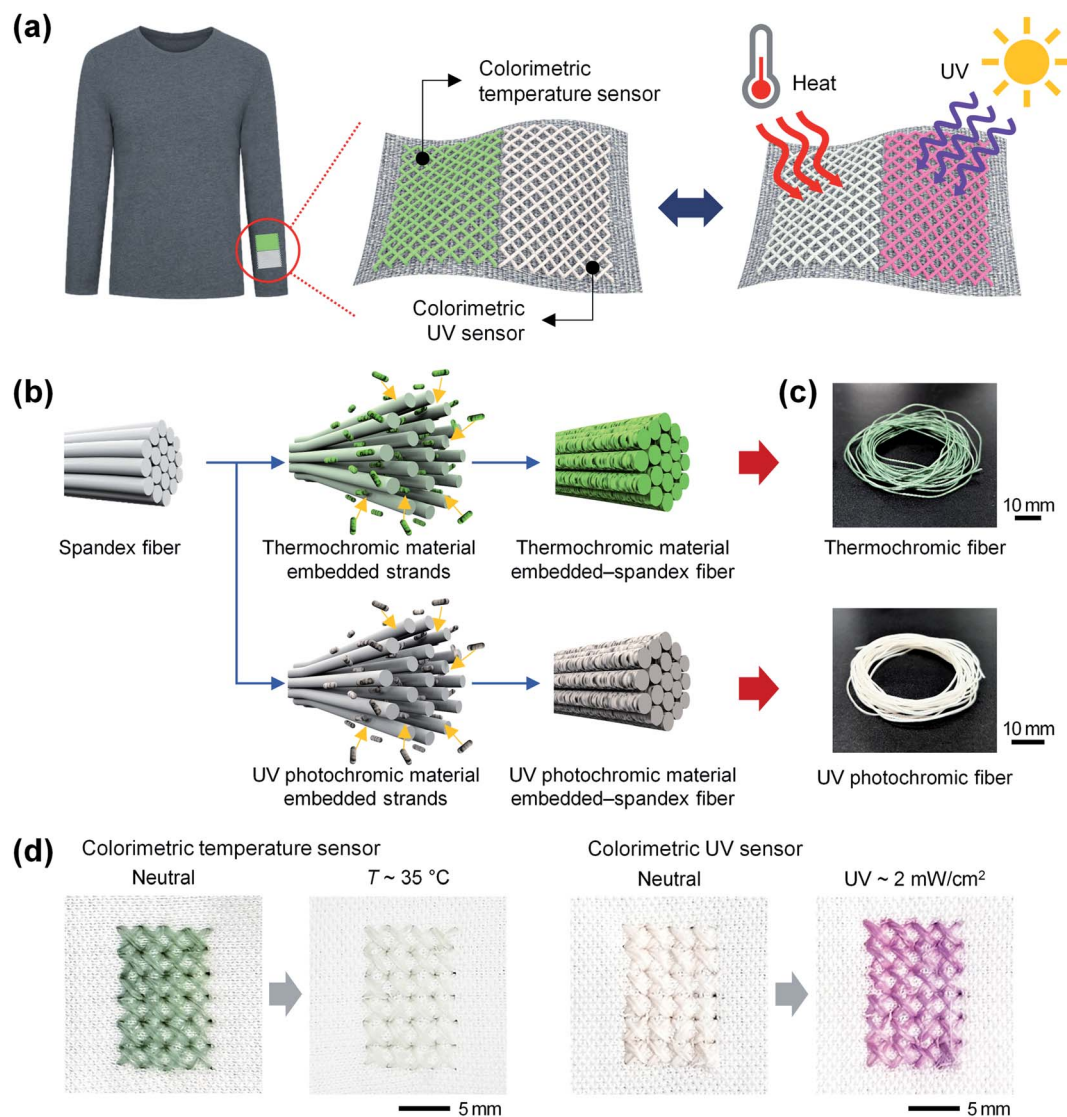 (a)
Colorimetric
temperature sensor
Heat
UV
Colorimetric
UV sensor
(b)
(c)
Spandex fiber
Thermochromic material
embedded strands
Thermochromic material
embedded–spandex fiber
10 mm
Thermochromic fiber
UV photochromic material
embedded strands
UV photochromic material
embedded–spandex fiber
10 mm
UV photochromic fiber
(d)
Colorimetric temperature sensor
Colorimetric UV sensor
Neutral
T ~ 35 °C
Neutral
UV ~ 2 mW/cm²
5 mm
5 mm